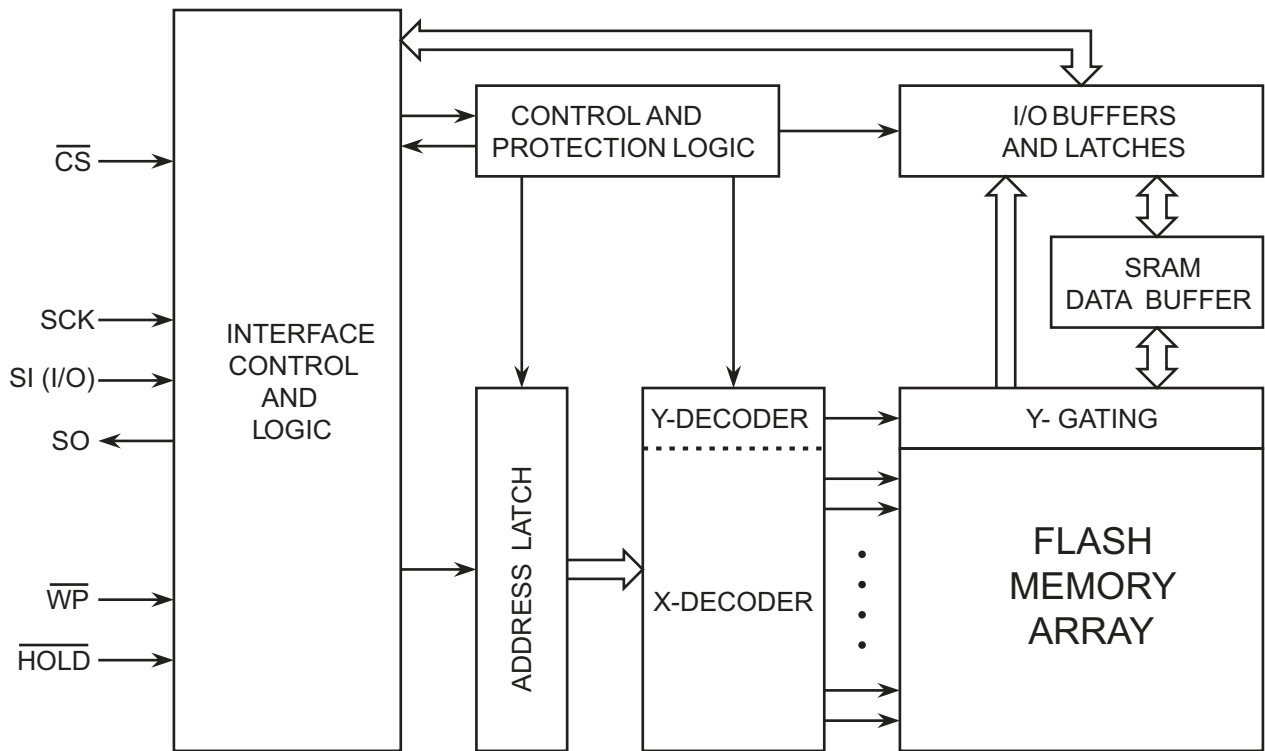 CS
SCK
SI (I/O)
SO
WP
HOLD
INTERFACE
CONTROL
AND
LOGIC
CONTROL AND
PROTECTION LOGIC
I/O BUFFERS
AND LATCHES
SRAM
DATA BUFFER
ADDRESS LATCH
Y-DECODER
X-DECODER
Y- GATING
FLASH
MEMORY
ARRAY